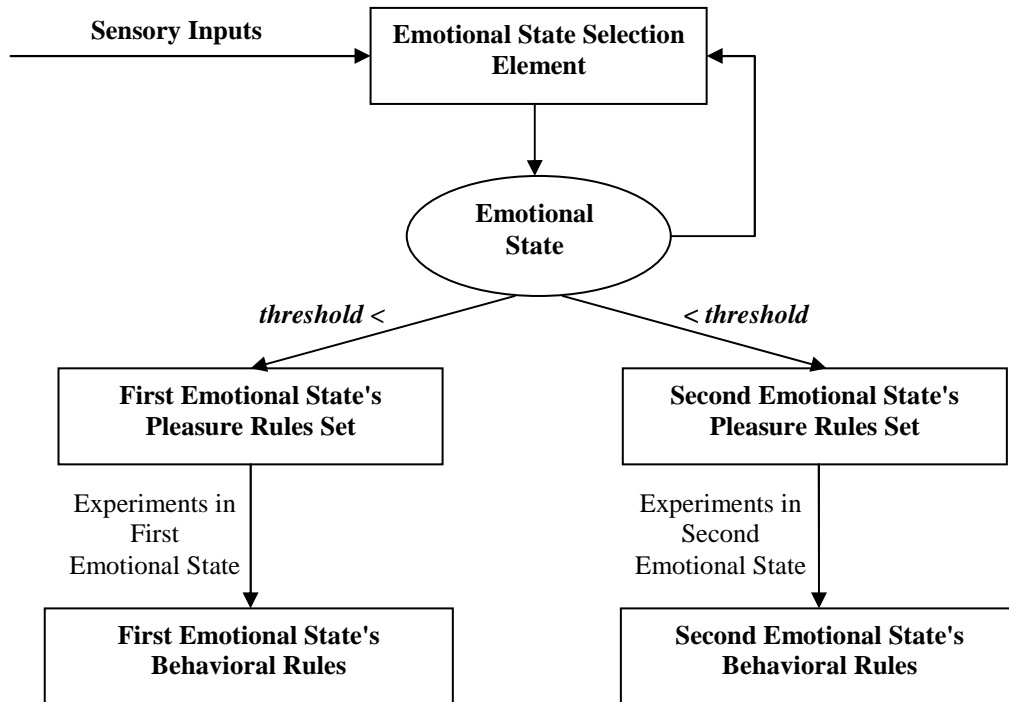 Sensory Inputs
Emotional State Selection
Element
Emotional
State
threshold <
< threshold
First Emotional State's
Pleasure Rules Set
Second Emotional State's
Pleasure Rules Set
Experiments in
First
Emotional State
Experiments in
Second
Emotional State
First Emotional State's
Behavioral Rules
Second Emotional State's
Behavioral Rules